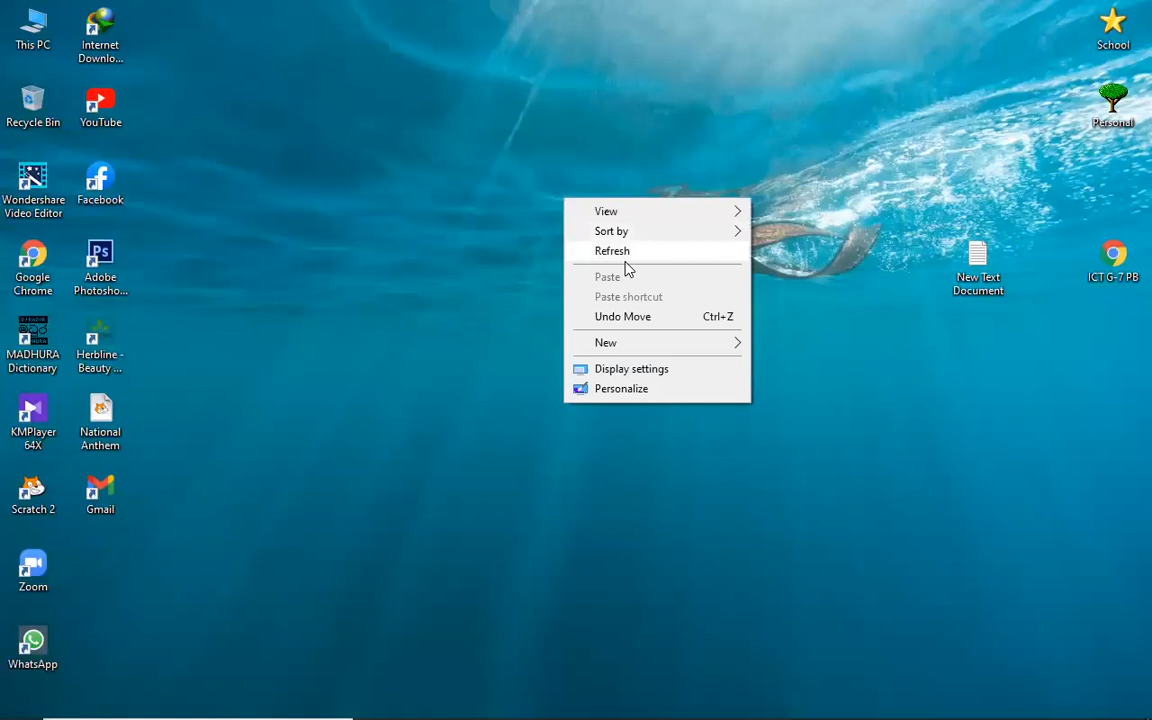 This PC
Internet
Downlo...
Recycle Bin
YouTube
Wondershare
Video Editor
Facebook
Google
Chrome
Adobe
Photosho...
MADHURA
Dictionary
Herbline -
Beauty ...
KMPlayer
64X
National
Anthem
Scratch 2
Gmail
Zoom
WhatsApp
View
Sort by
Refresh
Paste
Paste shortcut
Undo Move Ctrl+Z
New
Display settings
Personalize
School
Personal
New Text
Document
ICT G-7 PB
Ps